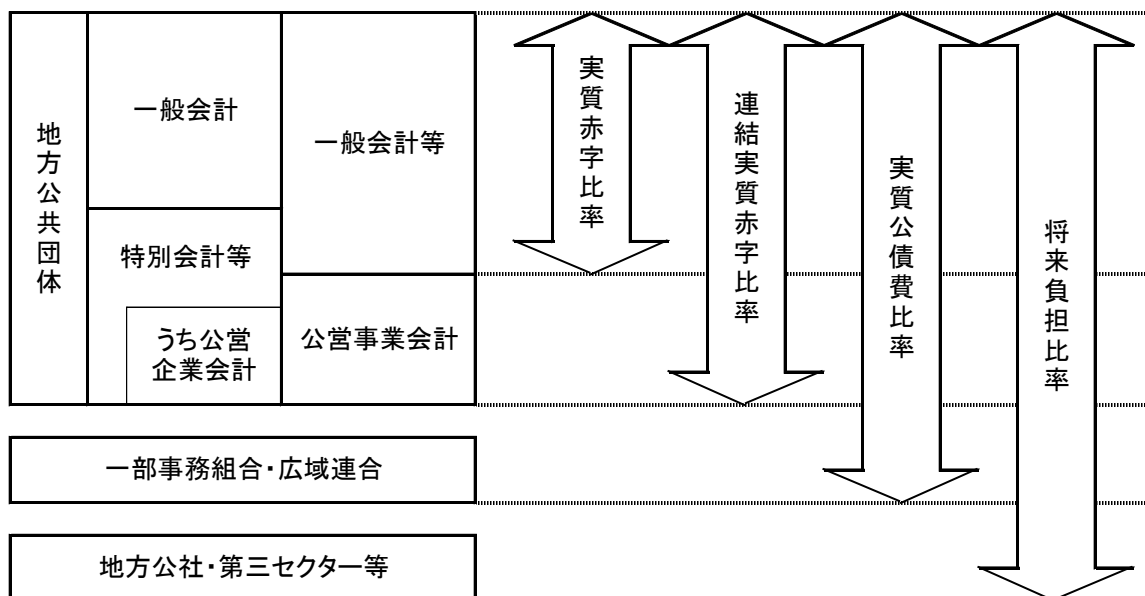 地方公共団体
一般会計
特別会計等
うち公営
企業会計
一般会計等
公営事業会計
実質赤字比率
連結実質赤字比率
実質公債費比率
将来負担比率
一部事務組合・広域連合
地方公社・第三セクター等